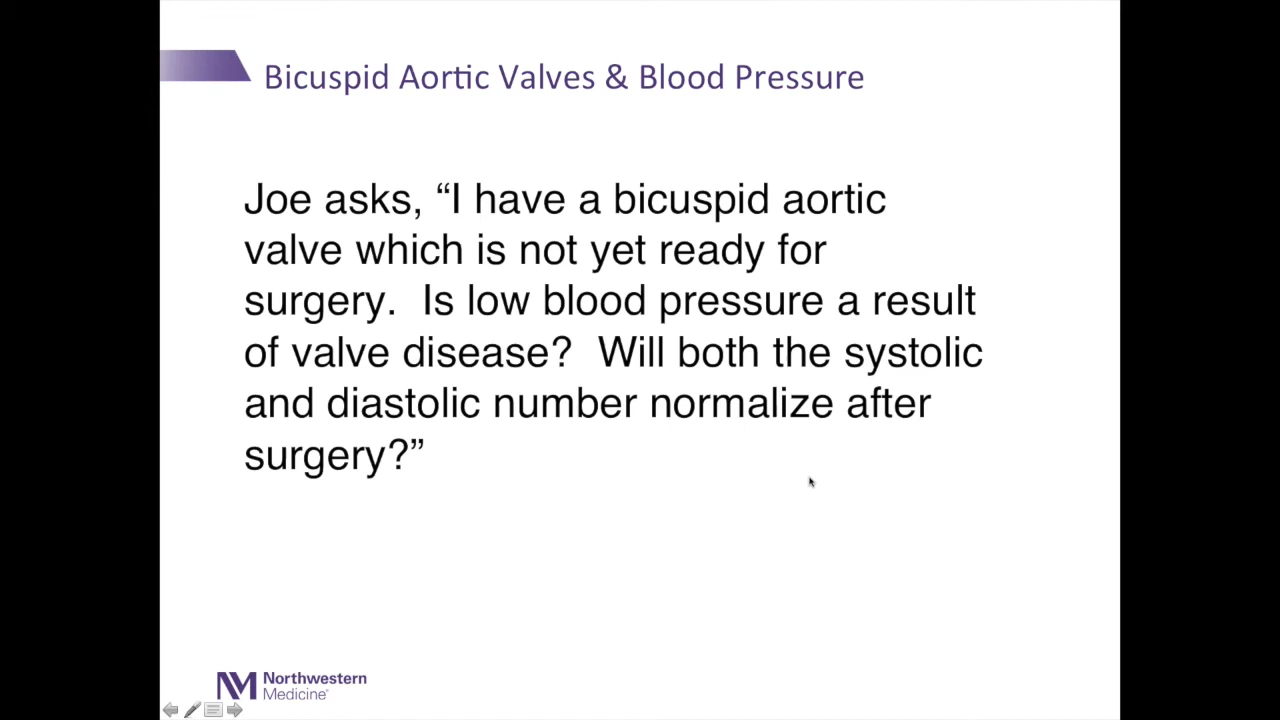 Bicuspid Aortic Valves & Blood Pressure
Joe asks, “I have a bicuspid aortic
valve which is not yet ready for
surgery.  Is low blood pressure a result
of valve disease?  Will both the systolic
and diastolic number normalize after
surgery?”
NM Northwestern
Medicine®